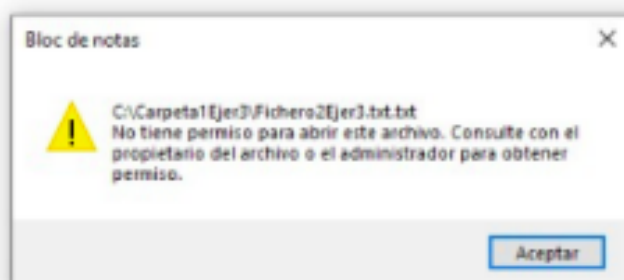 Bloc de notas
C:\Carpeta1Ejer3\Fichero2Ejer3.txt.txt
No tiene permiso para abrir este archivo. Consulte con el
propietario del archivo o el administrador para obtener
permiso.
Aceptar